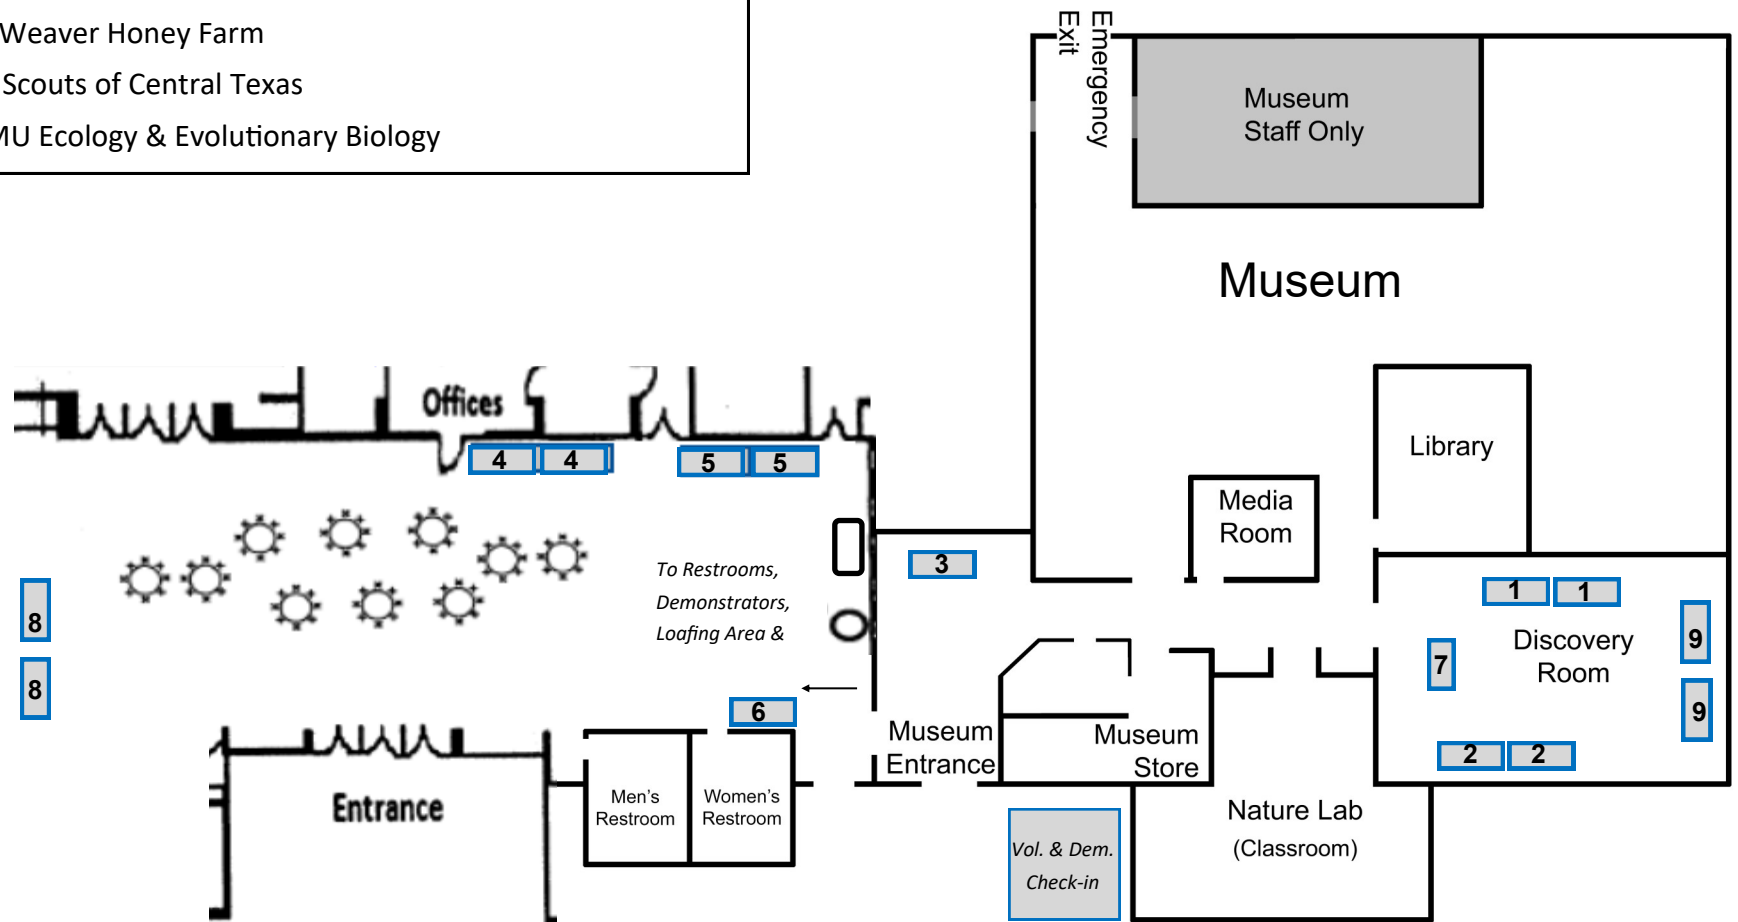 Weaver Honey Farm
Scouts of Central Texas
MU Ecology & Evolutionary Biology
Emergency
Exit
Museum
Staff Only
Museum
Offices
Library
4 4
5 5
Media
Room
3
To Restrooms,
Demonstrators,
Loafing Area &
1 1
8
9
Discovery
Room
7
8
6
9
Museum
Entrance
Museum
Store
2 2
Entrance
Men's
Restroom
Women's
Restroom
Nature Lab
(Classroom)
Vol. & Dem.
Check-in